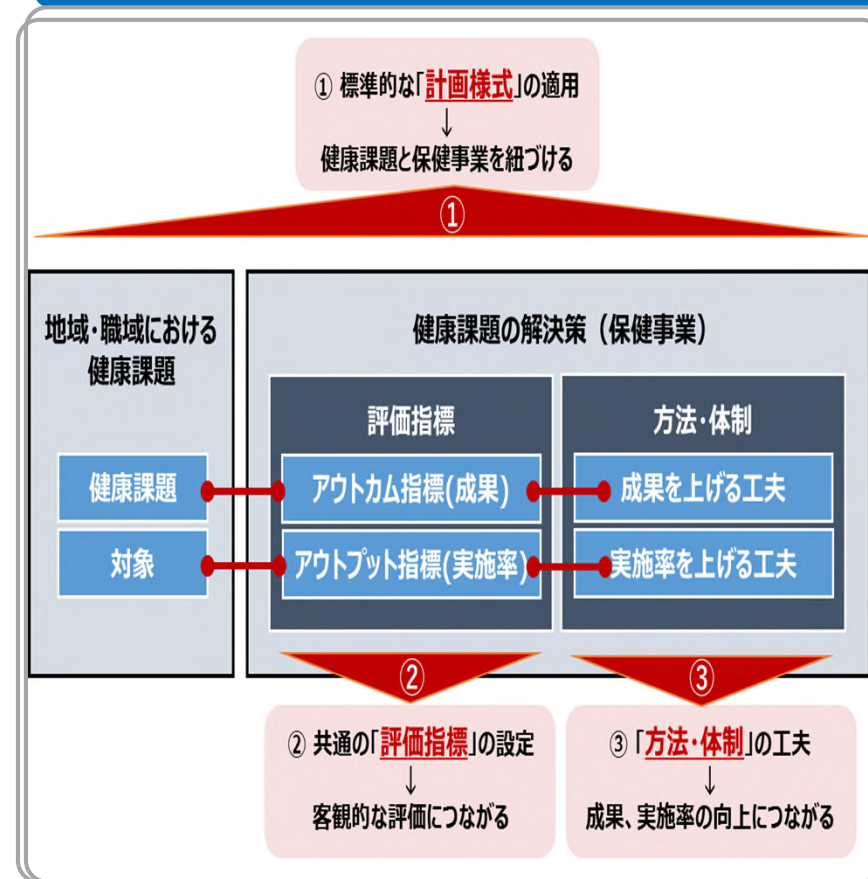 ① 標準的な「計画様式」の適用
↓
健康課題と保健事業を紐づける
①
地域・職域における
健康課題
健康課題
対象
健康課題の解決策（保健事業）
評価指標
アウトカム指標(成果)
アウトプット指標(実施率)
方法・体制
成果を上げる工夫
実施率を上げる工夫
②
③
② 共通の「評価指標」の設定
↓
客観的な評価につながる
③ 「方法・体制」の工夫
↓
成果、実施率の向上につながる